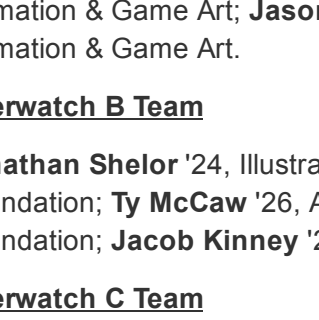 mation & Game Art; Jason
mation & Game Art.
erwatch B Team
nathan Shelor '24, Illustra
ndation; Ty McCaw '26, A
ndation; Jacob Kinney '2
erwatch C Team